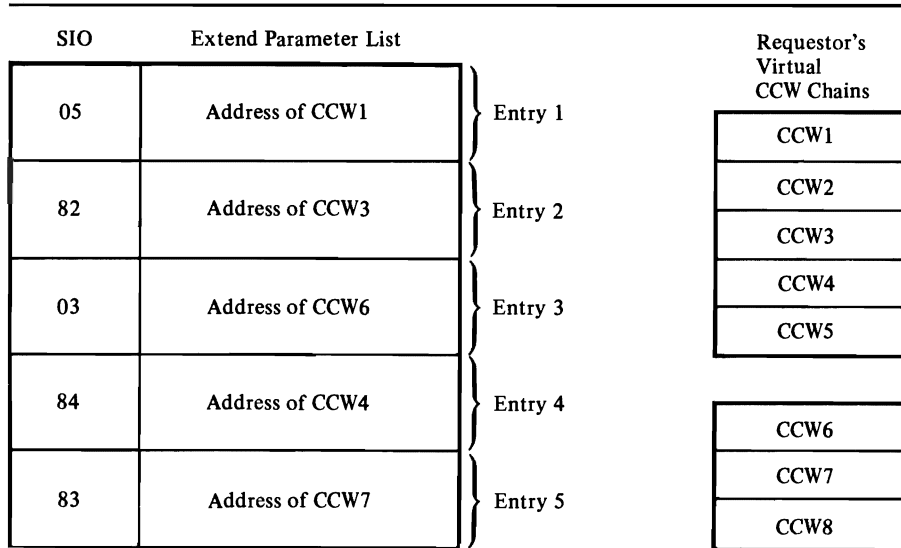 SIO Extend Parameter List
05 Address of CCW1 Entry 1
82 Address of CCW3 Entry 2
03 Address of CCW6 Entry 3
84 Address of CCW4 Entry 4
83 Address of CCW7 Entry 5
Requestor's
Virtual
CCW Chains
CCW1
CCW2
CCW3
CCW4
CCW5
CCW6
CCW7
CCW8